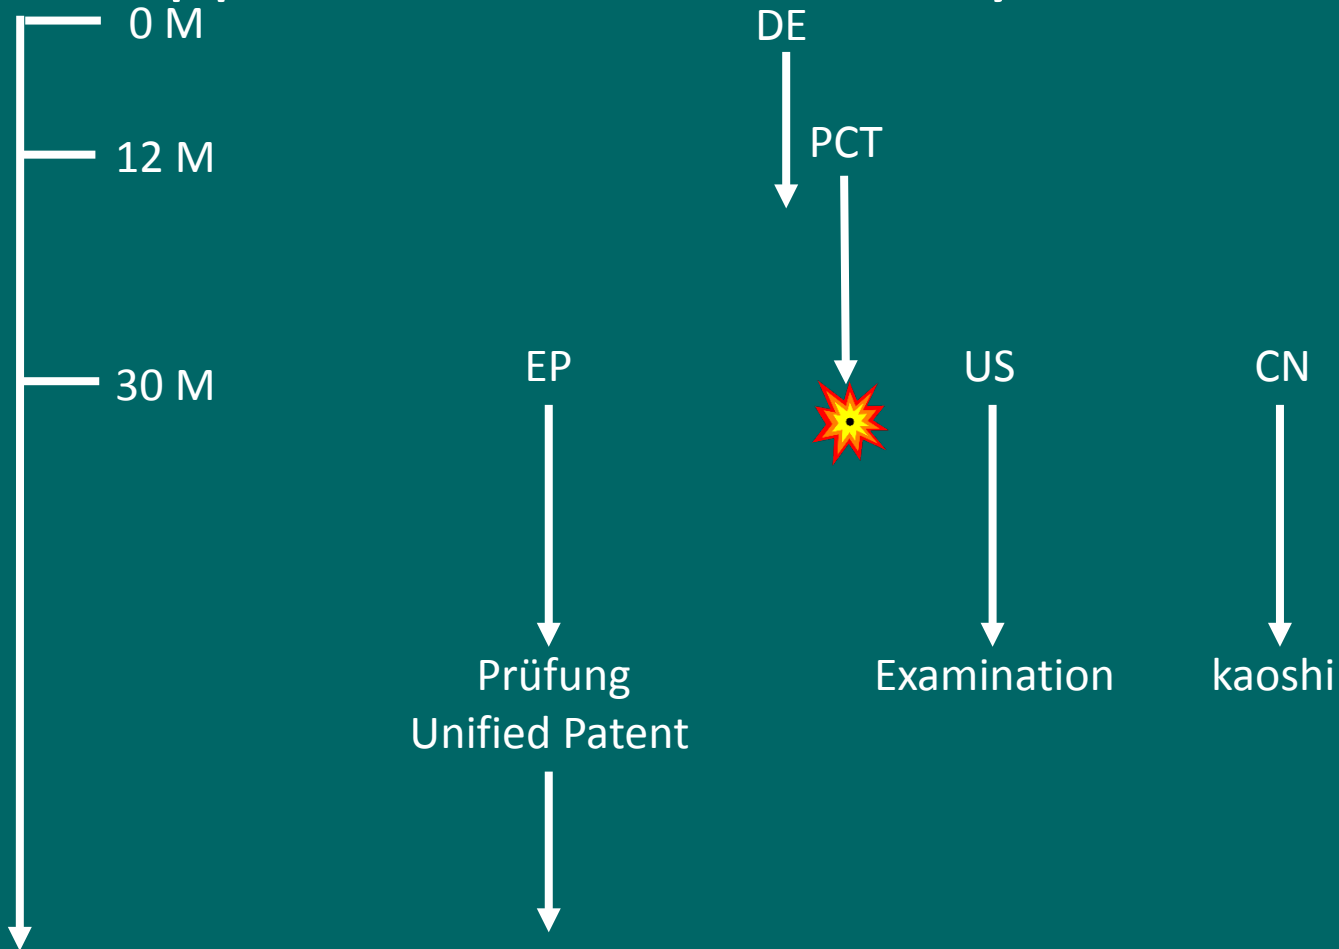 0 M
DE
12 M
PCT
30 M
EP
US
CN
Prüfung
Examination
kaoshi
Unified Patent